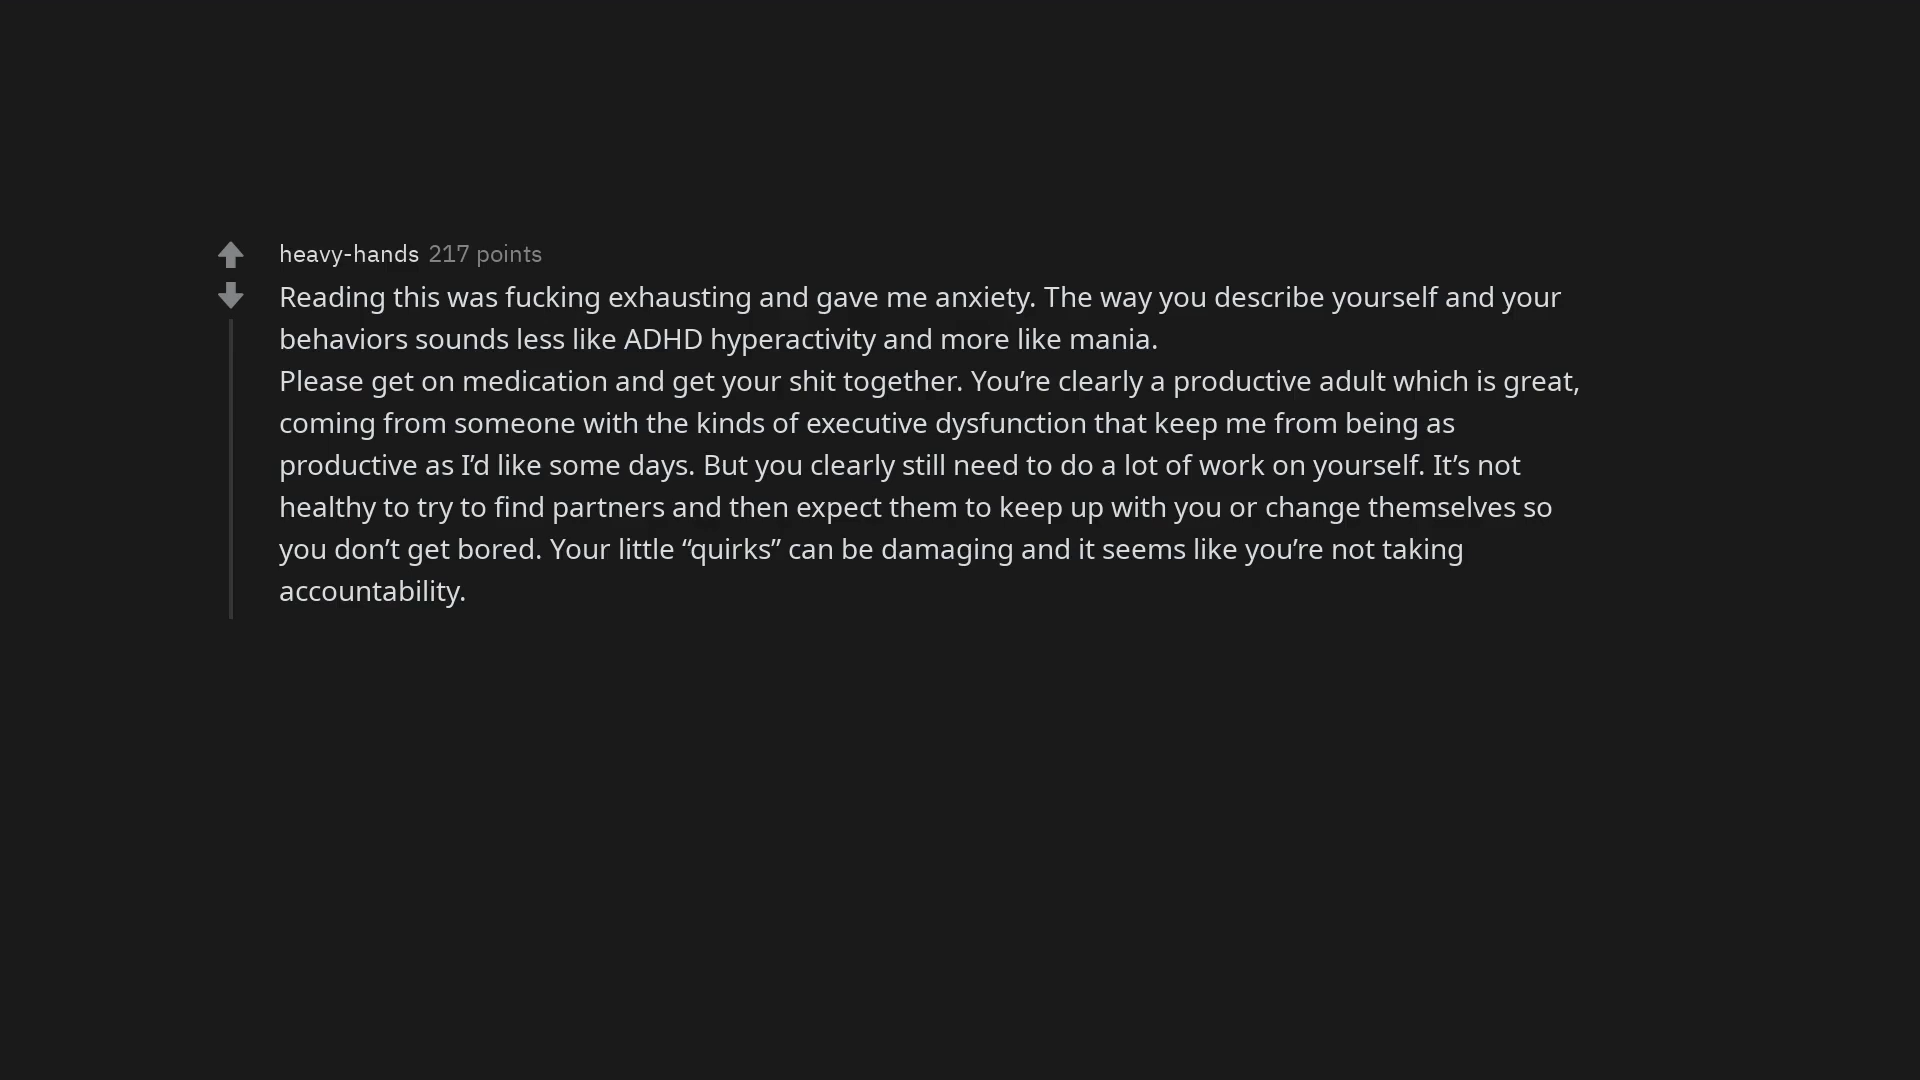 heavy-hands 217 points
Reading this was fucking exhausting and gave me anxiety. The way you describe yourself and your
behaviors sounds less like ADHD hyperactivity and more like mania.
Please get on medication and get your shit together. You’re clearly a productive adult which is great,
coming from someone with the kinds of executive dysfunction that keep me from being as
productive as I’d like some days. But you clearly still need to do a lot of work on yourself. It’s not
healthy to try to find partners and then expect them to keep up with you or change themselves so
you don’t get bored. Your little “quirks” can be damaging and it seems like you’re not taking
accountability.